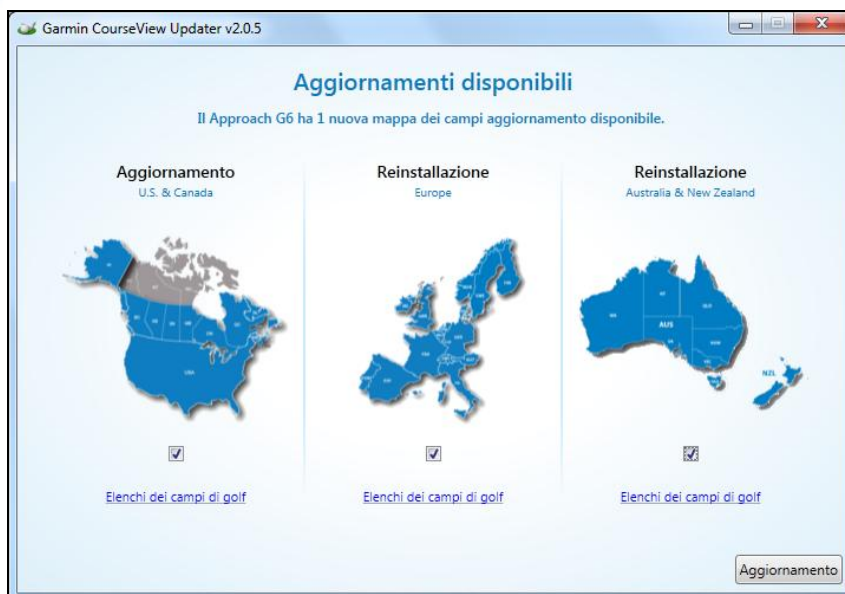 Garmin CourseView Updater v2.0.5
Aggiornamenti disponibili
Il Approach G6 ha 1 nuova mappa dei campi aggiornamento disponibile.
Aggiornamento
U.S. & Canada
Reinstallazione
Europe
Reinstallazione
Australia & New Zealand
USA
AUS
NZL
Elenchi dei campi di golf
Elenchi dei campi di golf
Elenchi dei campi di golf
Aggiornamento